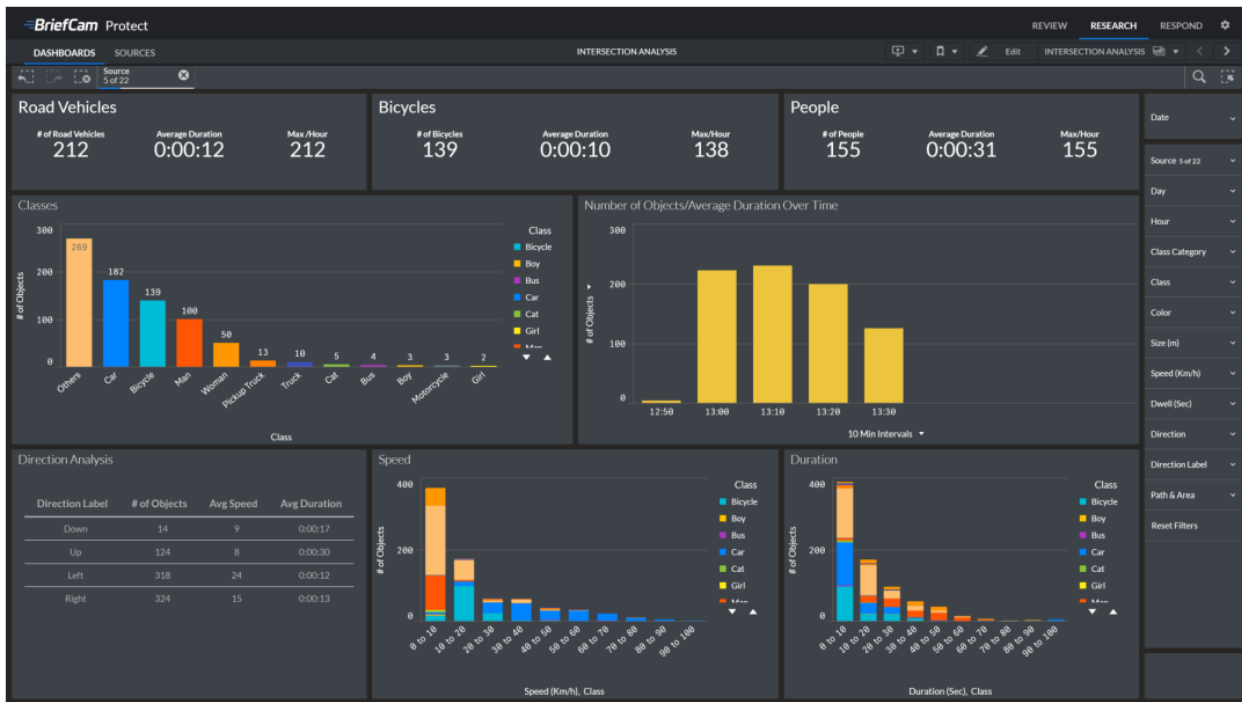 BriefCam Protect
REVIEW RESEARCH RESPOND
DASHBOARDS SOURCES
INTERSECTION ANALYSIS
Edit
INTERSECTION ANALYSIS
Source
5 of 22
Road Vehicles
# of Road Vehicles Average Duration Max /Hour
212 0:00:12 212
Bicycles
# of Bicycles Average Duration Max/Hour
139 0:00:10 138
People
# of People Average Duration Max/Hour
155 0:00:31 155
Classes
# of Objects
300
200
100
0
269
182
139
100
50
13
10
5
4
3
3
2
Others
Car
Bicycle
Man
Woman
Pickup Truck
Truck
Cat
Bus
Boy
Motorcycle
Girl
Class
Class
Bicycle
Boy
Bus
Car
Cat
Girl
Man
Number of Objects/Average Duration Over Time
# of Objects
300
200
100
0
12:50 13:00 13:10 13:20 13:30
10 Min Intervals
Direction Analysis
Direction Label # of Objects Avg Speed Avg Duration
Down 14 9 0:00:17
Up 124 8 0:00:30
Left 318 24 0:00:12
Right 324 15 0:00:13
Speed
# of Objects
400
200
0
0 to 10
10 to 20
20 to 30
30 to 40
40 to 50
50 to 60
60 to 70
70 to 80
80 to 90
90 to 100
Speed (Km/h), Class
Class
Bicycle
Boy
Bus
Car
Cat
Girl
Man
Duration
# of Objects
400
200
0
0 to 10
10 to 20
20 to 30
30 to 40
40 to 50
50 to 60
60 to 70
70 to 80
80 to 90
90 to 100
Duration (Sec), Class
Class
Bicycle
Boy
Bus
Car
Cat
Girl
Man
Date
Source 5 of 22
Day
Hour
Class Category
Class
Color
Size (m)
Speed (Km/h)
Dwell (Sec)
Direction
Direction Label
Path & Area
Reset Filters